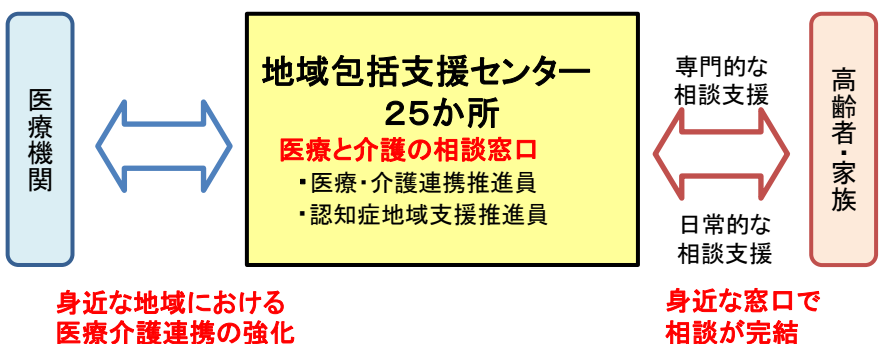 医療機関
地域包括支援センター
25か所
医療と介護の相談窓口
・医療・介護連携推進員
・認知症地域支援推進員
専門的な
相談支援
日常的な
相談支援
高齢者・家族
身近な地域における
医療介護連携の強化
身近な窓口で
相談が完結